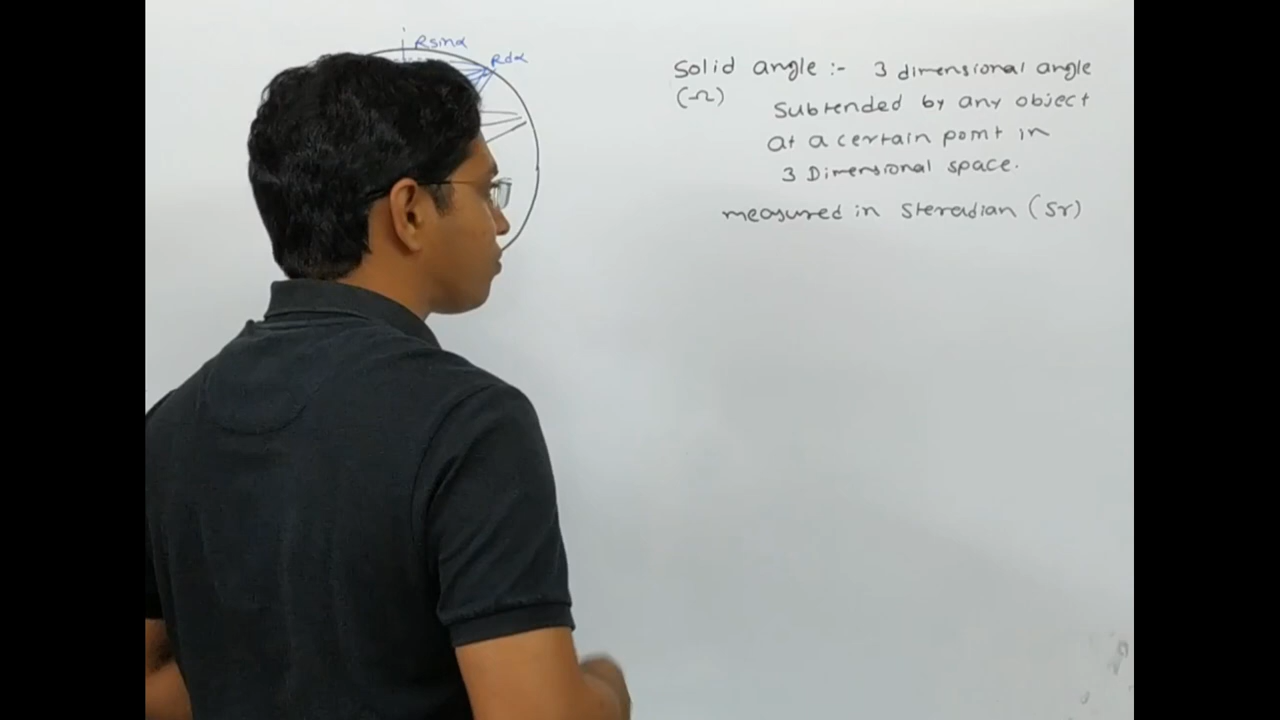 Rsinα
Rdα
Solid angle :- 3 dimensional angle
(Ω) Subtended by any object
at a certain point in
3 Dimensional space.
measured in Steradian (Sr)